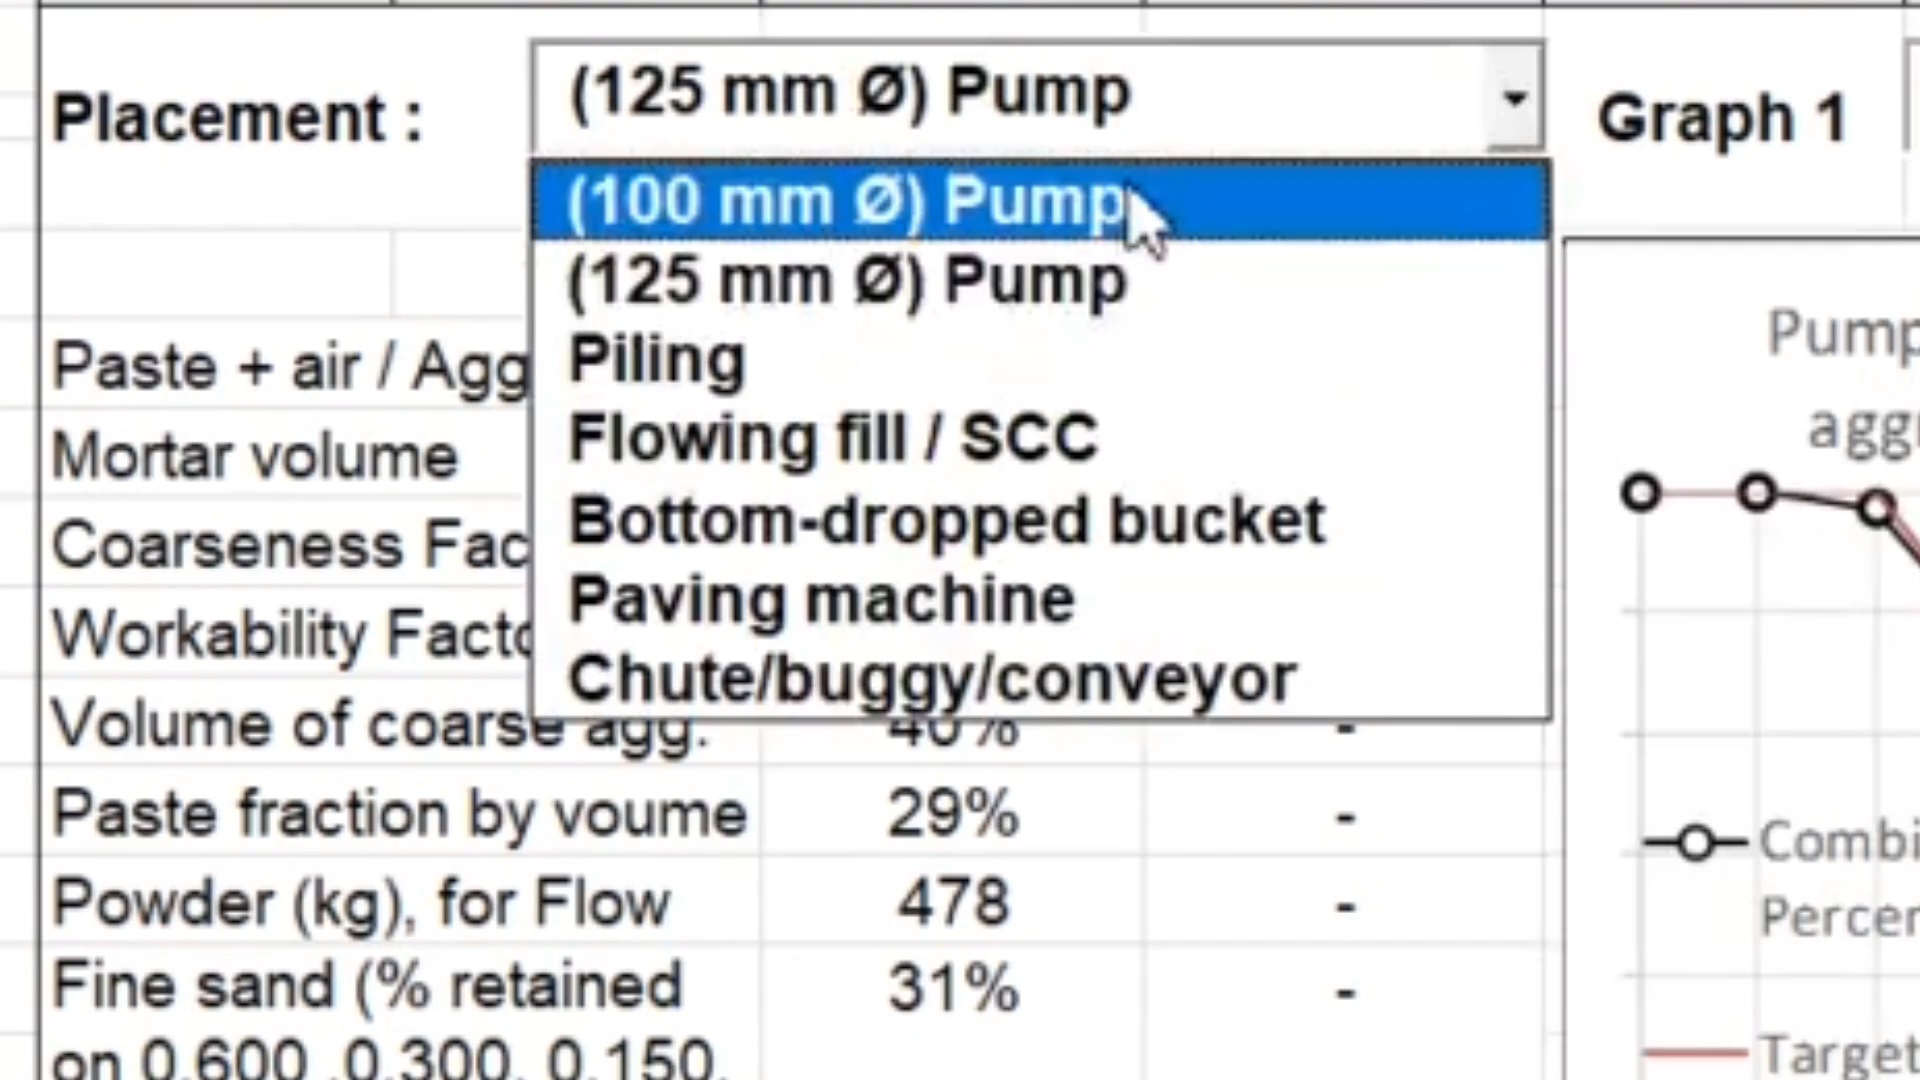 Placement :
(125 mm Ø) Pump
Graph 1
(100 mm Ø) Pump
(125 mm Ø) Pump
Piling
Flowing fill / SCC
Bottom-dropped bucket
Paving machine
Chute/buggy/conveyor
Paste + air / Agg
Mortar volume
Coarseness Fac
Workability Facto
Volume of coarse agg. 40% -
Paste fraction by voume 29% -
Powder (kg), for Flow 478 -
Fine sand (% retained 31% -
on 0.600 ,0.300, 0.150,
Pump
agg
Combi
Percen
Target